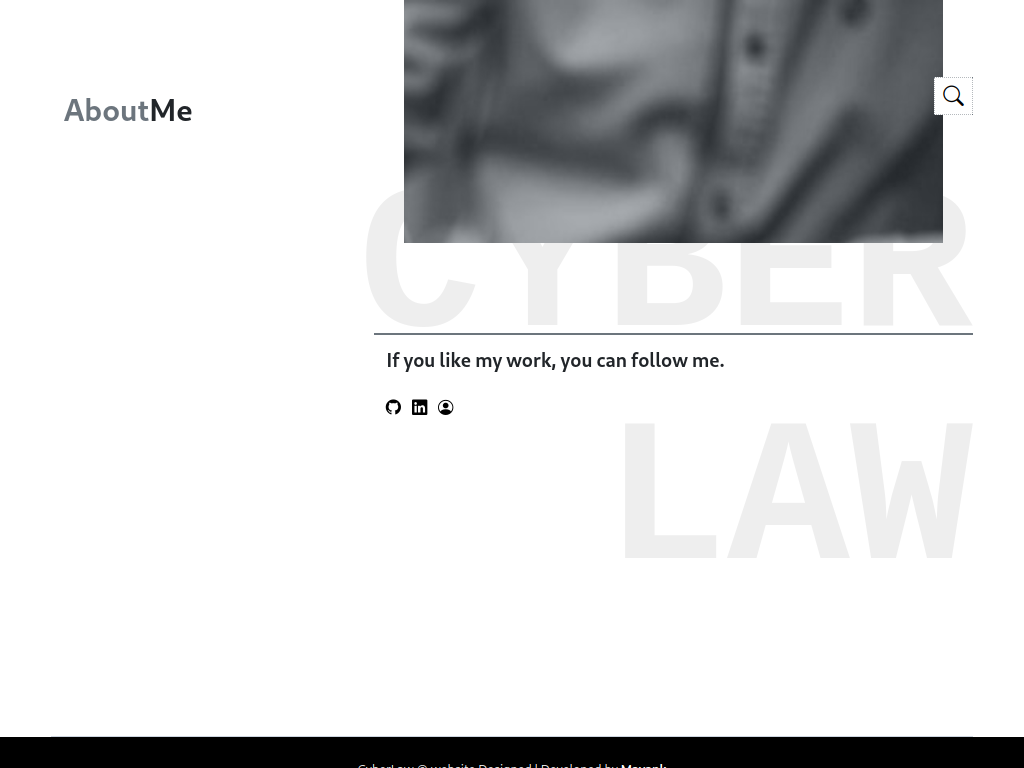 AboutMe
CYBER
If you like my work, you can follow me.
LAW
CyberLaw © website Designed | Developed by Mayank